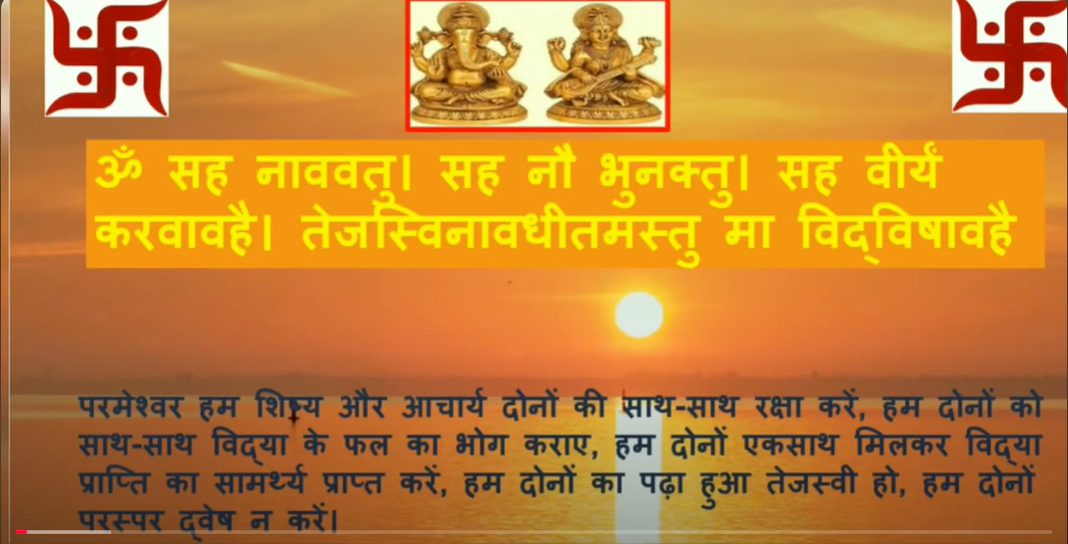 ॐ सह नाववतु। सह नौ भुनक्तु। सह वीर्यं
करवावहै। तेजस्विनावधीतमस्तु मा विद्‌विषावहै
परमेश्वर हम शिष्य और आचार्य दोनों की साथ-साथ रक्षा करें, हम दोनों को
साथ-साथ विद्‌या के फल का भोग कराए, हम दोनों एकसाथ मिलकर विद्‌या
प्राप्ति का सामर्थ्य प्राप्त करें, हम दोनों का पढ़ा हुआ तेजस्वी हो, हम दोनों
परस्पर द्‌वेष न करें।